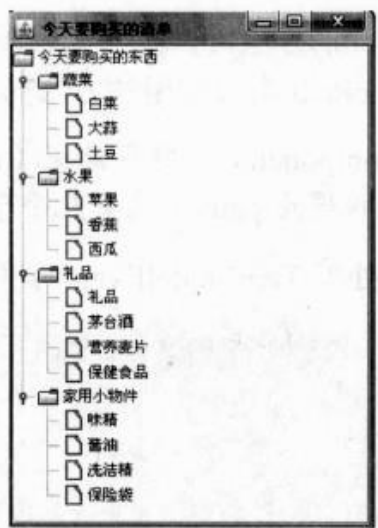 今天要购买的清单
今天要购买的东西
蔬菜
白菜
大蒜
土豆
水果
苹果
香蕉
西瓜
礼品
礼品
茅台酒
营养麦片
保健食品
家用小物件
味精
酱油
洗洁精
保险袋